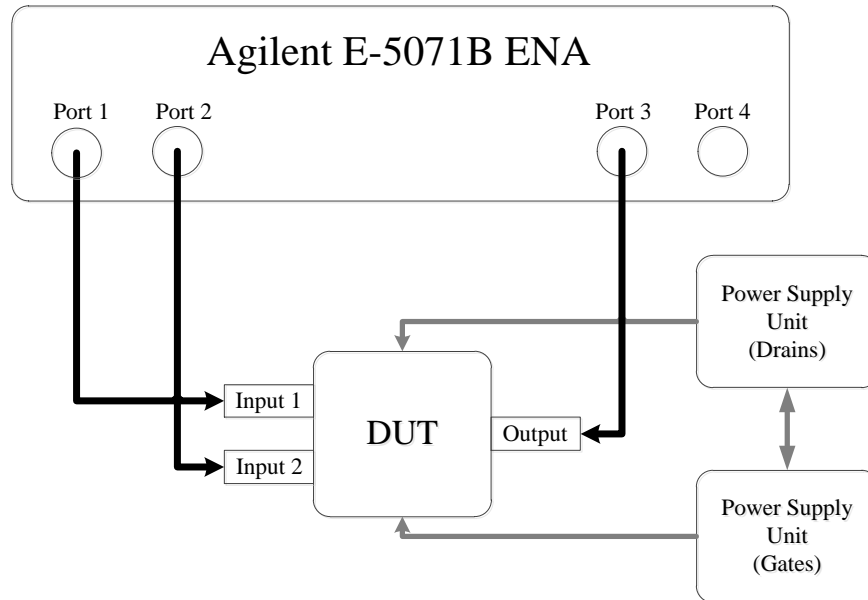 Agilent E-5071B ENA
Port 1
Port 2
Port 3
Port 4
Power Supply
Unit
(Drains)
Input 1
DUT
Output
Input 2
Power Supply
Unit
(Gates)